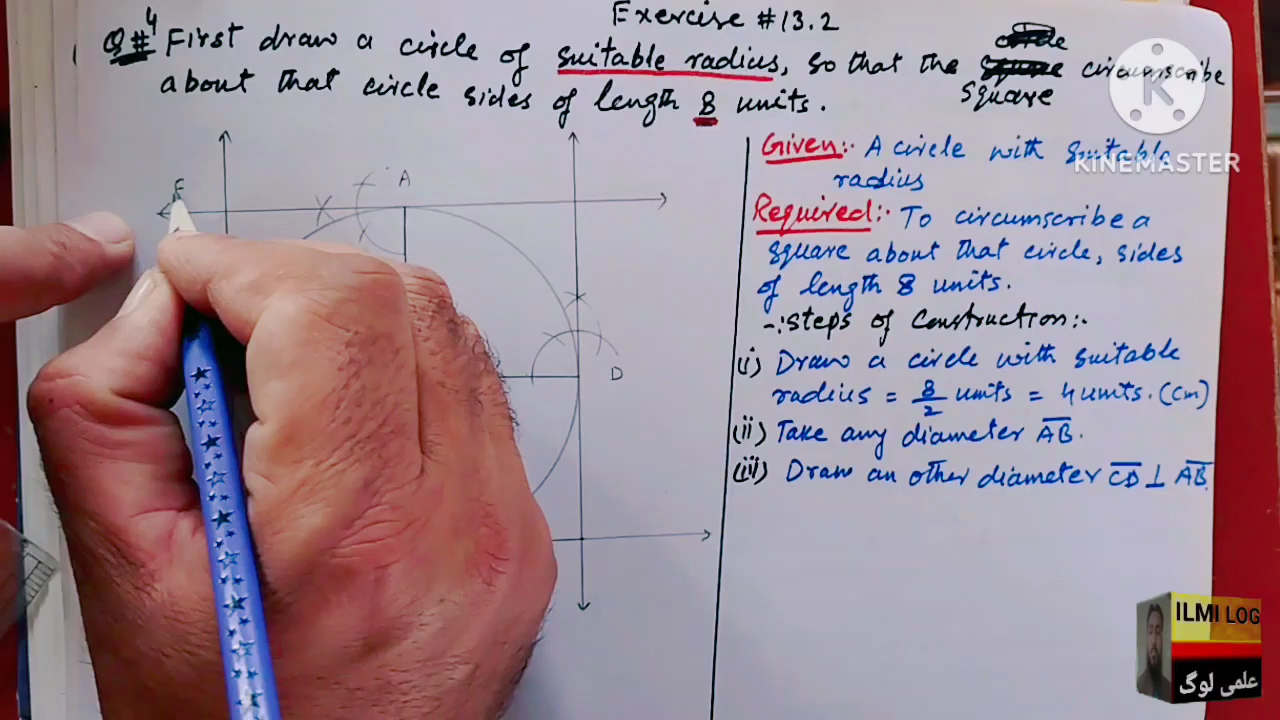 Exercise #13.2
Q#4 First draw a circle of suitable radius, so that the circumscribe
square
about that circle sides of length 8 units.
Given:- A circle with suitable
radius
Required:- To circumscribe a
square about that circle, sides
of length 8 units.
-:steps of Construction:-
(i) Draw a circle with suitable
radius = 8/2 units = 4 units. (cm)
(ii) Take any diameter A̅B̅.
(iii) Draw an other diameter C̅D̅ ⊥ A̅B̅.
A
D
KINEMASTER
K
ILMI LOG
علمی لوگ